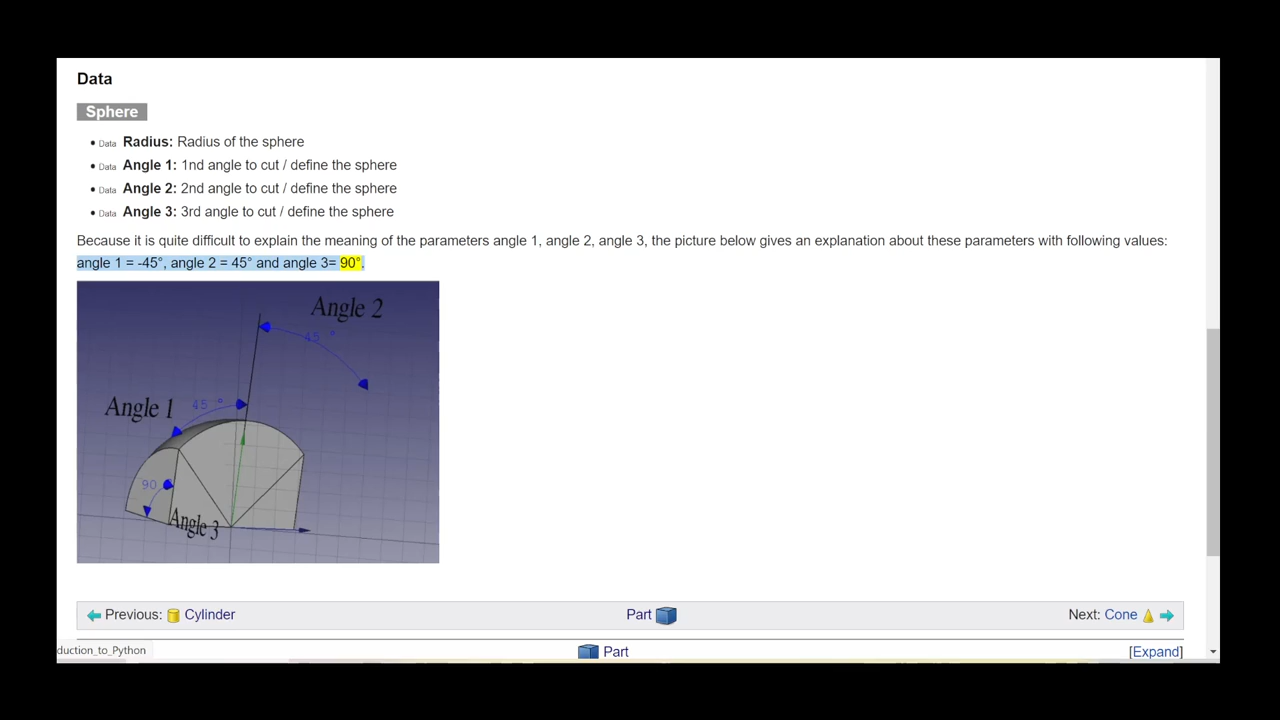 Data
Sphere
• Data Radius: Radius of the sphere
• Data Angle 1: 1nd angle to cut / define the sphere
• Data Angle 2: 2nd angle to cut / define the sphere
• Data Angle 3: 3rd angle to cut / define the sphere
Because it is quite difficult to explain the meaning of the parameters angle 1, angle 2, angle 3, the picture below gives an explanation about these parameters with following values:
angle 1 = -45°, angle 2 = 45° and angle 3= 90°.
Angle 2
45 °
Angle 1 45 °
90
Angle 3
Previous: Cylinder Part Next: Cone
duction_to_Python
Part [Expand]